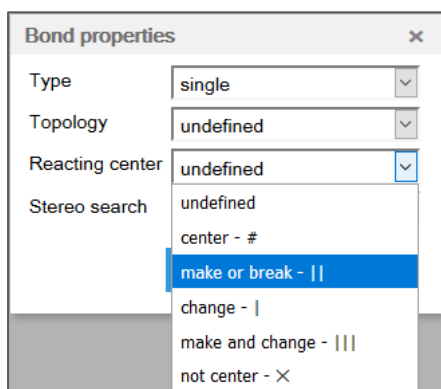 Bond properties ×
Type single
Topology undefined
Reacting center undefined
Stereo search
undefined
center - #
make or break - ||
change - |
make and change - |||
not center - ×